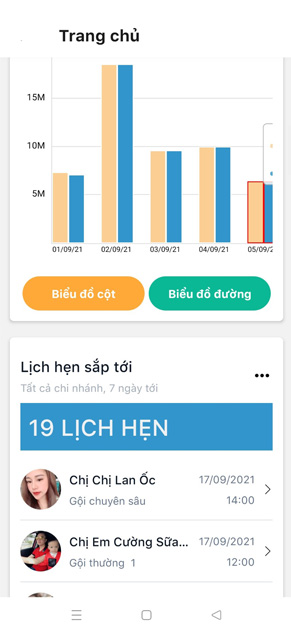 Trang chủ
15M
10M
5M
01/09/21 02/09/21 03/09/21 04/09/21 05/09/2
Biểu đồ cột Biểu đồ đường
Lịch hẹn sắp tới
Tất cả chi nhánh, 7 ngày tới
19 LỊCH HẸN
Chị Chị Lan Ốc 17/09/2021
Gội chuyên sâu 14:00
Chị Em Cường Sữa... 17/09/2021
Gội thường 1 12:00